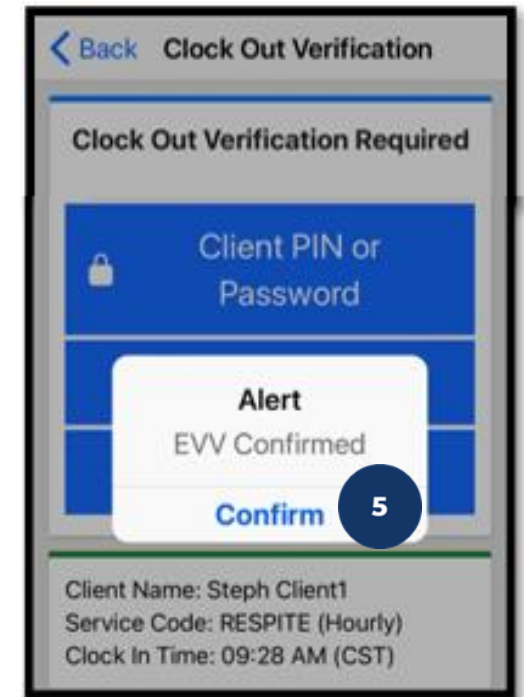 Back Clock Out Verification
Clock Out Verification Required
Client PIN or
Password
Alert
EVV Confirmed
Confirm 5
Client Name: Steph Client1
Service Code: RESPITE (Hourly)
Clock In Time: 09:28 AM (CST)